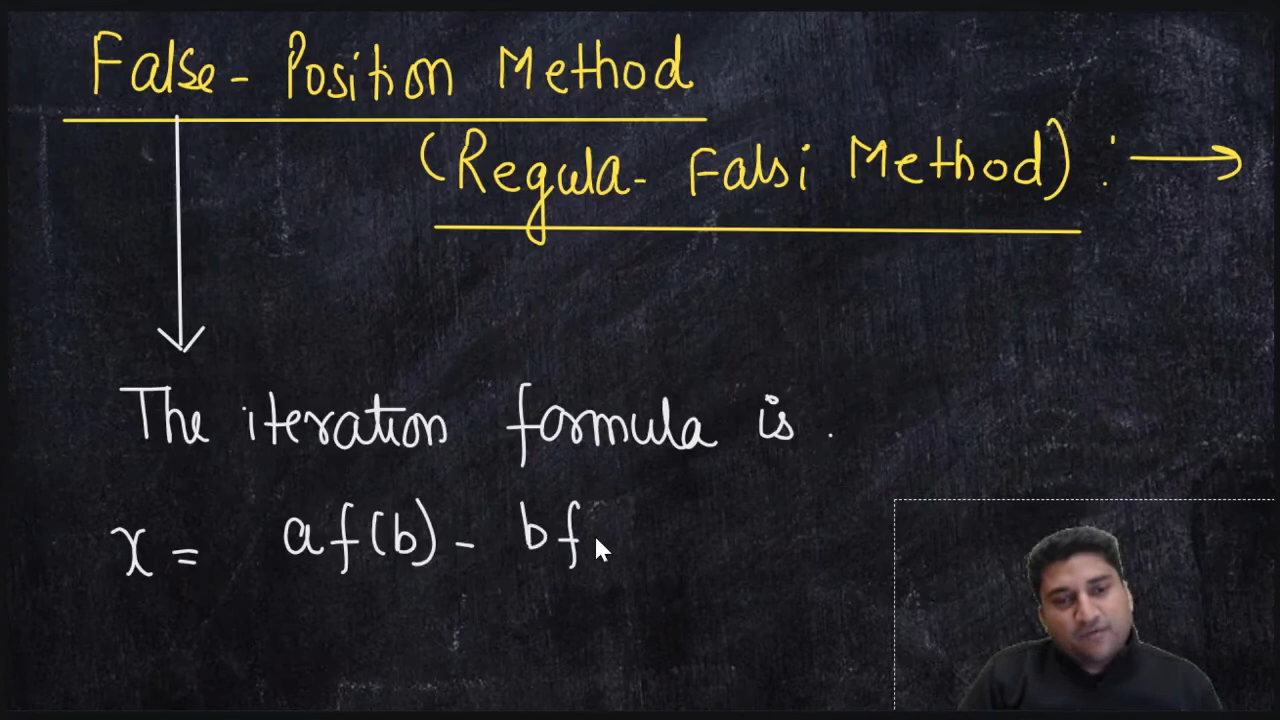 False- Position Method
(Regula- Falsi Method) :→
The iteration formula is .
x = af(b) - bf